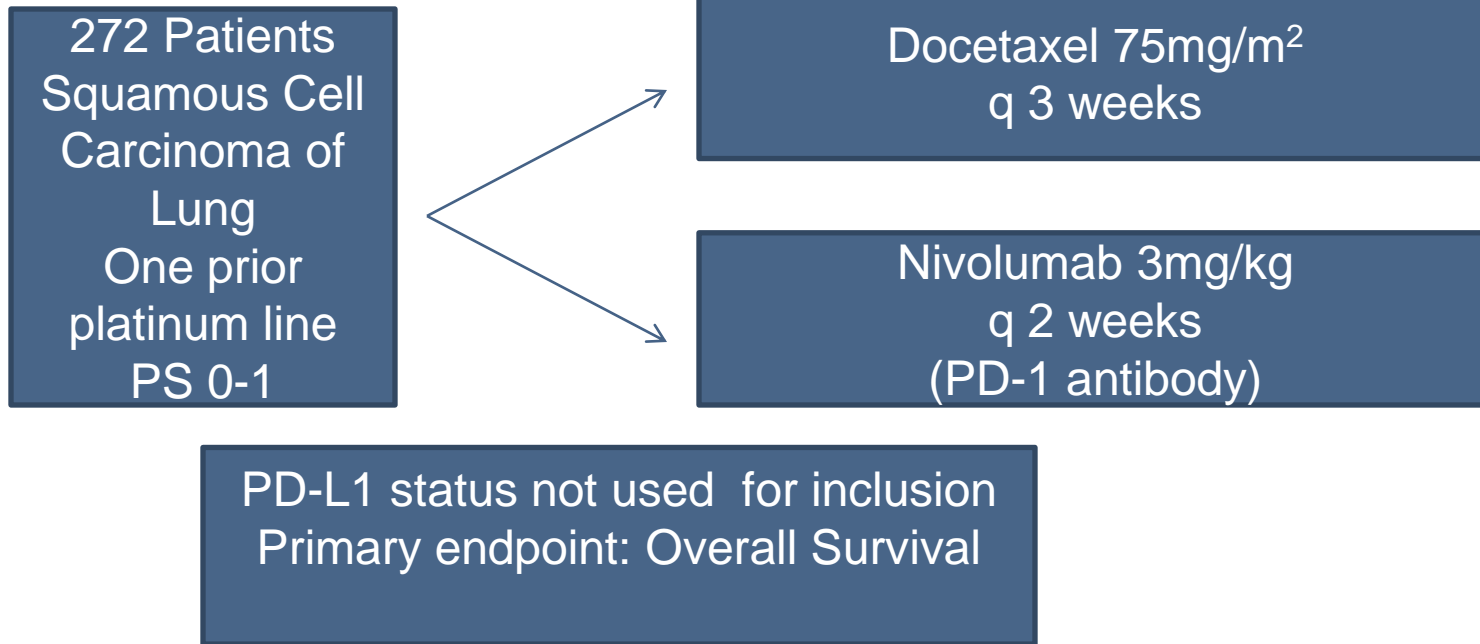 272 Patients
Squamous Cell
Carcinoma of
Lung
One prior
platinum line
PS 0-1
Docetaxel 75mg/m²
q 3 weeks
Nivolumab 3mg/kg
q 2 weeks
(PD-1 antibody)
PD-L1 status not used for inclusion
Primary endpoint: Overall Survival